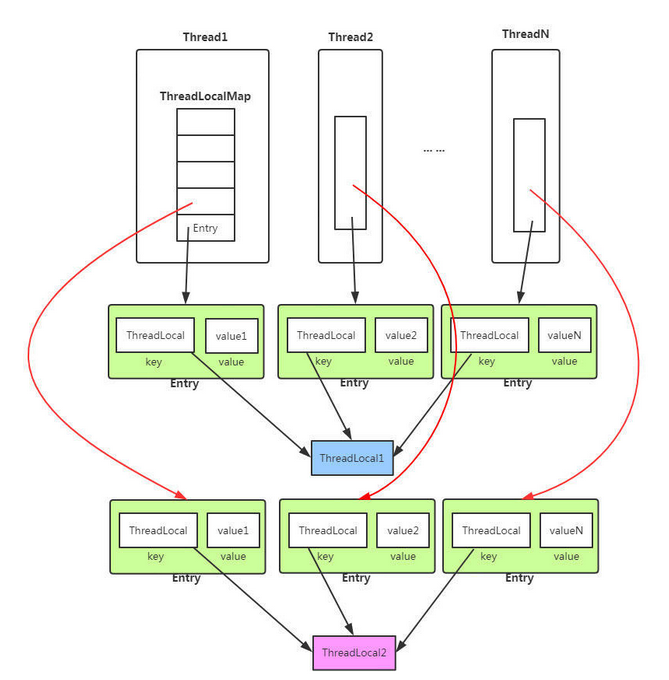 Thread1
Thread2
ThreadN
ThreadLocalMap
... ...
Entry
ThreadLocal
value1
key
value
Entry
ThreadLocal
value2
key
value
Entry
ThreadLocal
valueN
key
value
Entry
ThreadLocal1
ThreadLocal
value1
key
value
Entry
ThreadLocal
value2
key
value
Entry
ThreadLocal
valueN
key
value
Entry
ThreadLocal2